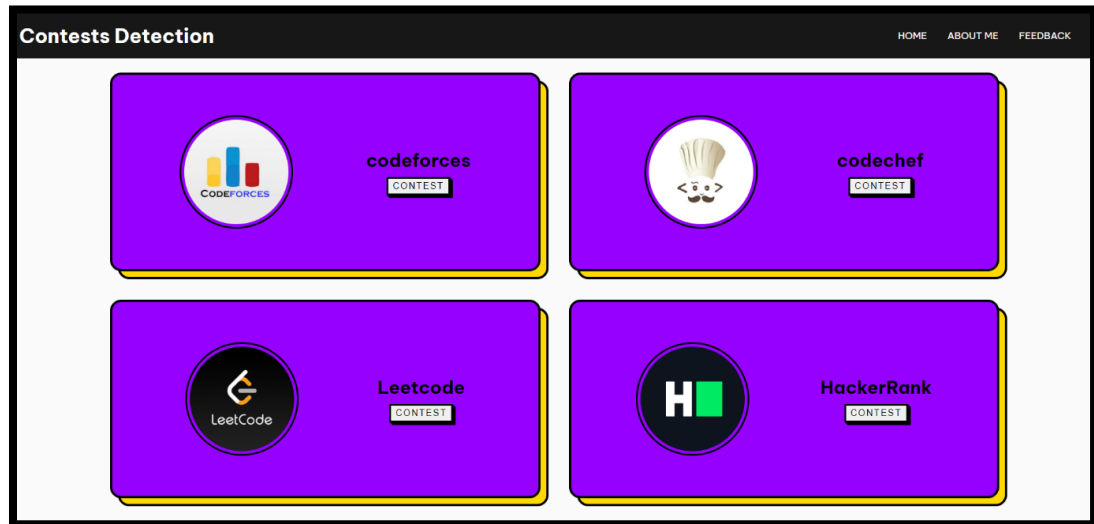 Contests Detection
HOME ABOUT ME FEEDBACK
CODEFORCES
codeforces
CONTEST
codechef
CONTEST
LeetCode
Leetcode
CONTEST
H
HackerRank
CONTEST